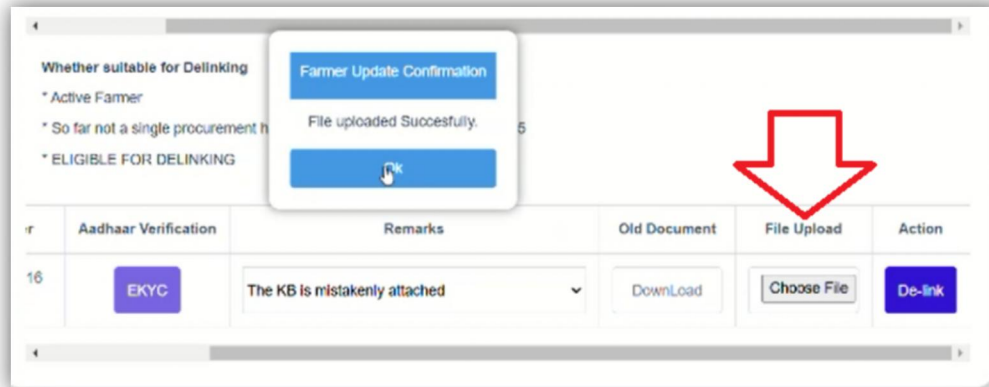 Whether suitable for Delinking
* Active Farmer
* So far not a single procurement h
5
* ELIGIBLE FOR DELINKING
Farmer Update Confirmation
File uploaded Succesfully.
Ok
r Aadhaar Verification Remarks Old Document File Upload Action
16 EKYC The KB is mistakenly attached DownLoad Choose File De-link